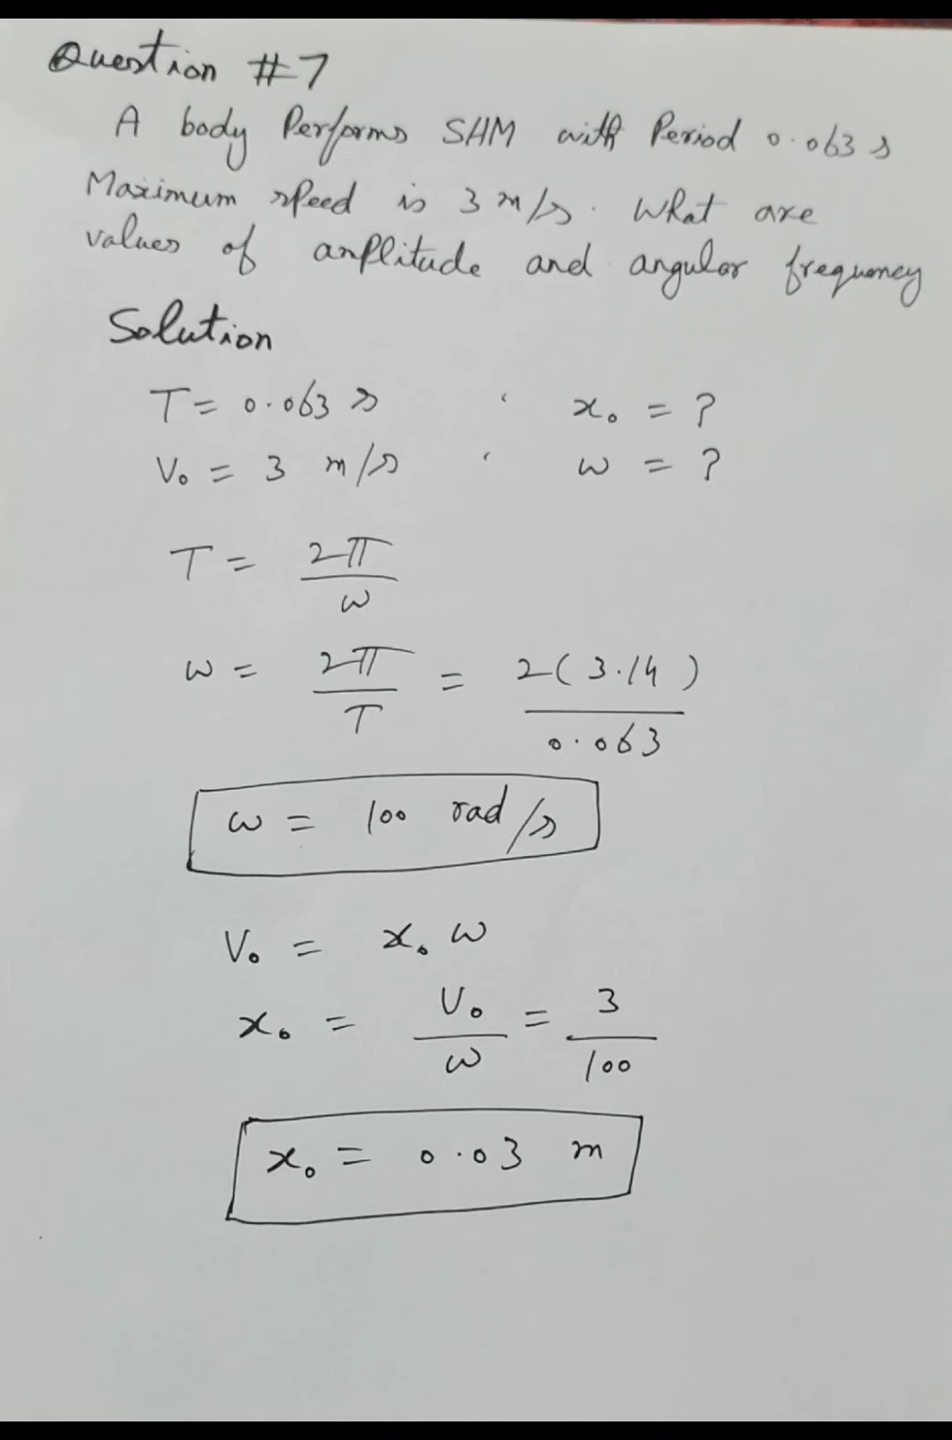 Question #7
A body Performs SHM with Period 0.063 s
Maximum speed is 3 m/s. What are
values of amplitude and angular frequency
Solution
T = 0.063 s , x₀ = ?
V₀ = 3 m/s , ω = ?
T = 2π/ω
ω = 2π/T = 2(3.14)/0.063
ω = 100 rad/s
V₀ = x₀ ω
x₀ = V₀/ω = 3/100
x₀ = 0.03 m